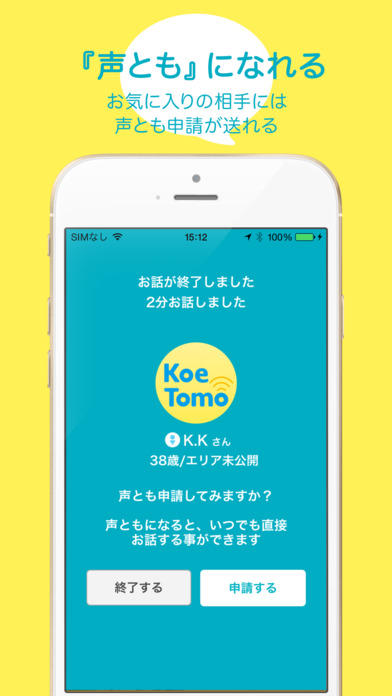 『声とも』になれる
お気に入りの相手には
声とも申請が送れる
SIMなし 15:12 100%
お話が終了しました
2分お話しました
Koe
Tomo
K.K さん
38歳/エリア未公開
声とも申請してみますか？
声ともになると、いつでも直接
お話する事ができます
終了する 申請する